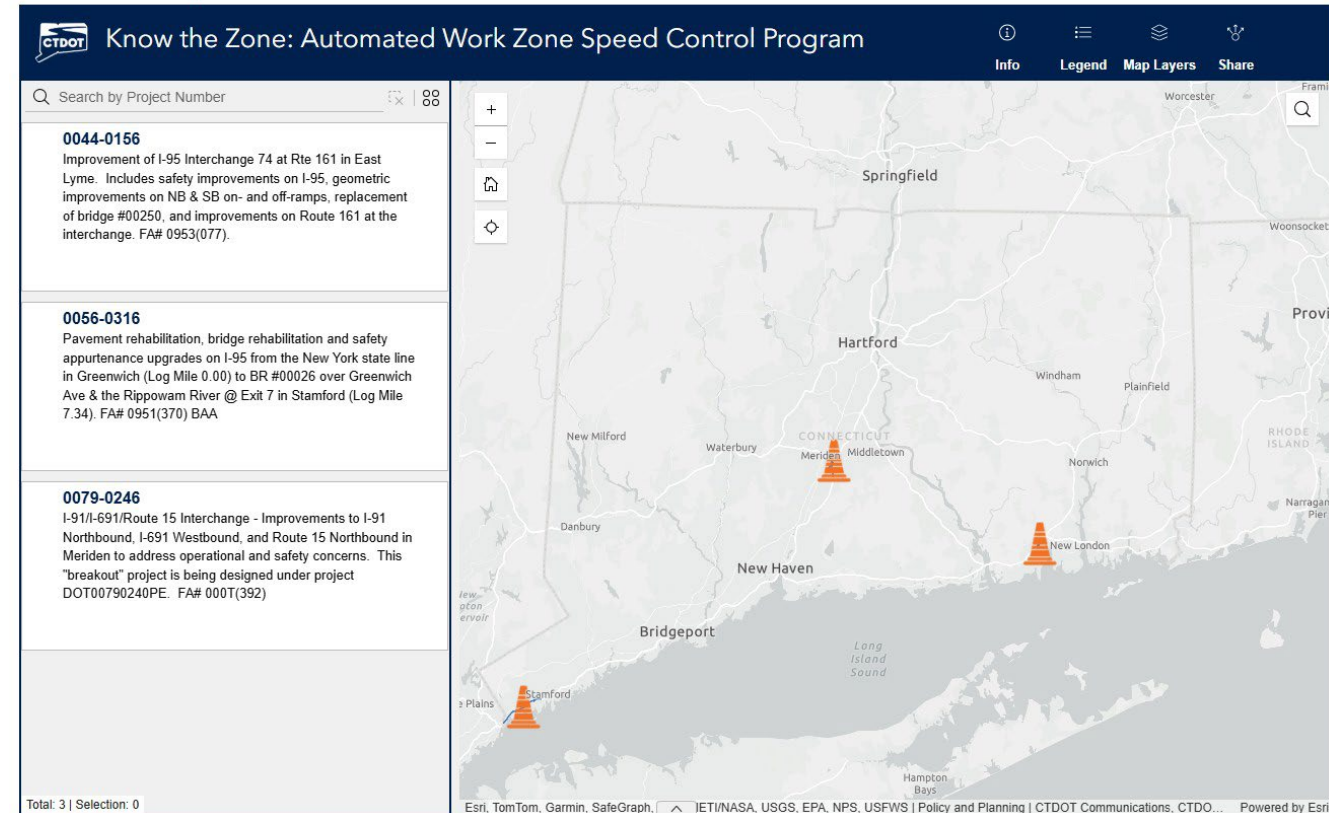 CTDOT
Know the Zone: Automated Work Zone Speed Control Program
Info
Legend
Map Layers
Share
Search by Project Number
0044-0156
Improvement of I-95 Interchange 74 at Rte 161 in East
Lyme. Includes safety improvements on I-95, geometric
improvements on NB & SB on- and off-ramps, replacement
of bridge #00250, and improvements on Route 161 at the
interchange. FA# 0953(077).
0056-0316
Pavement rehabilitation, bridge rehabilitation and safety
appurtenance upgrades on I-95 from the New York state line
in Greenwich (Log Mile 0.00) to BR #00026 over Greenwich
Ave & the Rippowam River @ Exit 7 in Stamford (Log Mile
7.34). FA# 0951(370) BAA
0079-0246
I-91/I-691/Route 15 Interchange - Improvements to I-91
Northbound, I-691 Westbound, and Route 15 Northbound in
Meriden to address operational and safety concerns. This
"breakout" project is being designed under project
DOT00790240PE. FA# 000T(392)
Total: 3 | Selection: 0
+
−
Worcester
Frami
Springfield
Woonsocket
Provi
Hartford
Windham
Plainfield
New Milford
Waterbury
CONNECTICUT
Meriden
Middletown
RHODE
ISLAND
Norwich
Narragan
Pier
Danbury
New London
New Haven
Bridgeport
Long
Island
Sound
Stamford
e Plains
Hampton
Bays
Esri, TomTom, Garmin, SafeGraph, ETI/NASA, USGS, EPA, NPS, USFWS | Policy and Planning | CTDOT Communications, CTDO... Powered by Esri